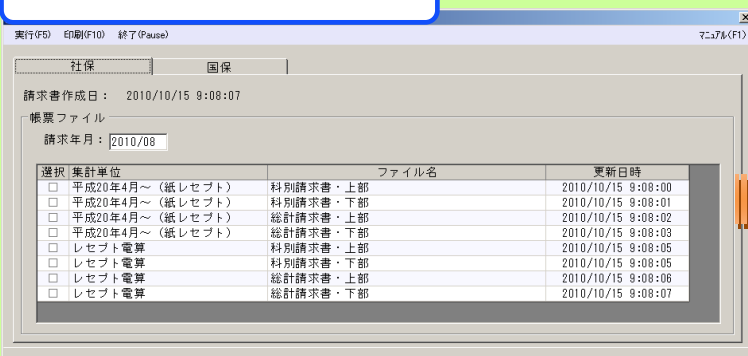 実行(F5) 印刷(F10) 終了(Pause) マニュアル(F1)
社保 国保
請求書作成日： 2010/10/15 9:08:07
帳票ファイル
請求年月： 2010/08
選択 集計単位 ファイル名 更新日時
平成20年4月～（紙レセプト） 科別請求書・上部 2010/10/15 9:08:00
平成20年4月～（紙レセプト） 科別請求書・下部 2010/10/15 9:08:01
平成20年4月～（紙レセプト） 総計請求書・上部 2010/10/15 9:08:02
平成20年4月～（紙レセプト） 総計請求書・下部 2010/10/15 9:08:03
レセプト電算 科別請求書・上部 2010/10/15 9:08:05
レセプト電算 科別請求書・下部 2010/10/15 9:08:05
レセプト電算 総計請求書・上部 2010/10/15 9:08:06
レセプト電算 総計請求書・下部 2010/10/15 9:08:07